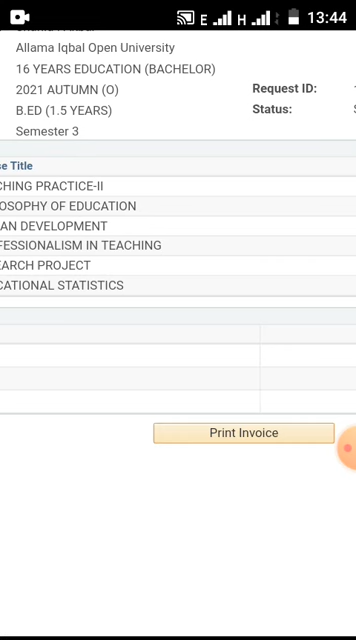 E H 13:44
Allama Iqbal Open University
16 YEARS EDUCATION (BACHELOR)
2021 AUTUMN (O) Request ID:
B.ED (1.5 YEARS) Status:
Semester 3
se Title
CHING PRACTICE-II
OSOPHY OF EDUCATION
AN DEVELOPMENT
FESSIONALISM IN TEACHING
EARCH PROJECT
CATIONAL STATISTICS
Print Invoice